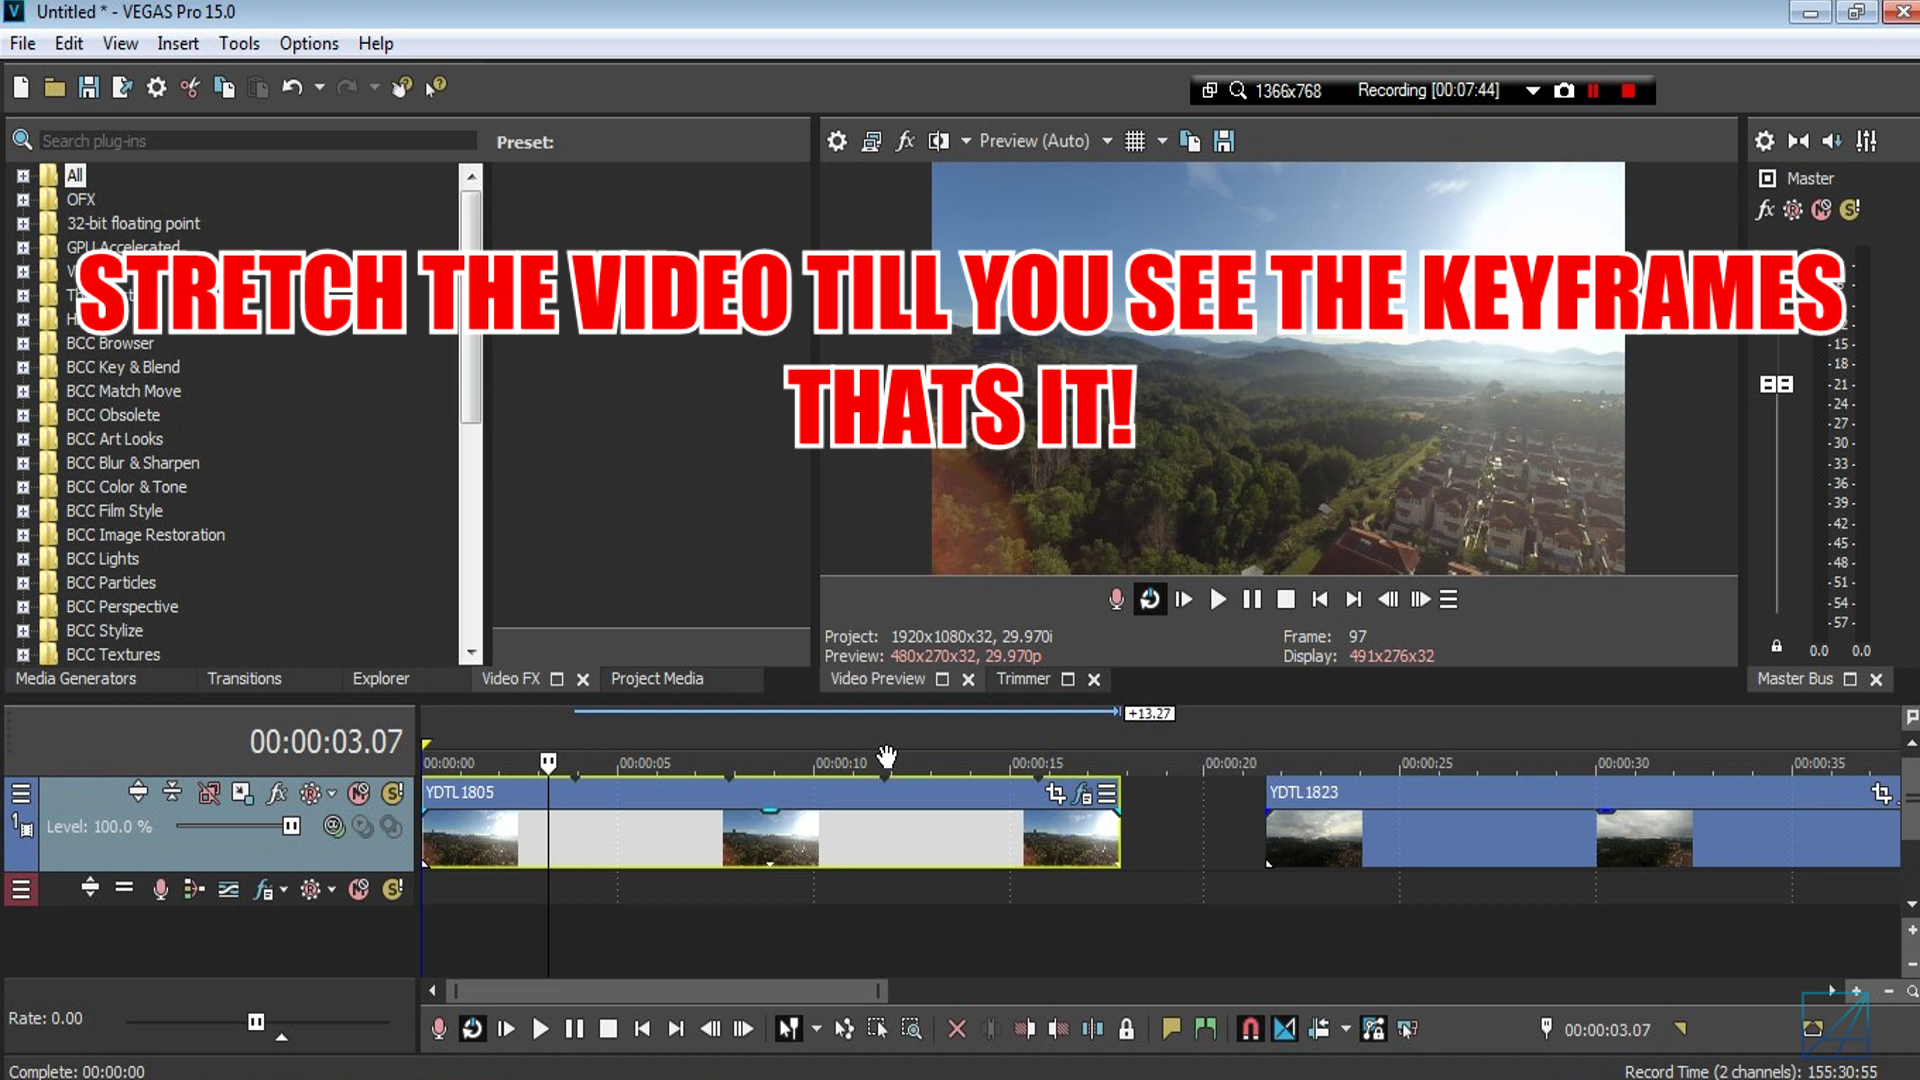 Untitled * - VEGAS Pro 15.0
File Edit View Insert Tools Options Help
1366x768 Recording [00:07:44]
Search plug-ins
Preset:
Preview (Auto)
Master
All
OFX
32-bit floating point
GPU Accelerated
STRETCH THE VIDEO TILL YOU SEE THE KEYFRAMES
THATS IT!
BCC Browser
BCC Key & Blend
BCC Match Move
BCC Obsolete
BCC Art Looks
BCC Blur & Sharpen
BCC Color & Tone
BCC Film Style
BCC Image Restoration
BCC Lights
BCC Particles
BCC Perspective
BCC Stylize
BCC Textures
-15-
-18-
-21-
-24-
-27-
-30-
-33-
-36-
-39-
-42-
-45-
-48-
-51-
-54-
-57-
0.0 0.0
Project: 1920x1080x32, 29.970i
Preview: 480x270x32, 29.970p
Frame: 97
Display: 491x276x32
Media Generators Transitions Explorer Video FX Project Media
Video Preview Trimmer
Master Bus
+13.27
00:00:03.07
00:00:00 00:00:05 00:00:10 00:00:15 00:00:20 00:00:25 00:00:30 00:00:35
YDTL1805
YDTL1823
1
Level: 100.0 %
Rate: 0.00
00:00:03.07
Complete: 00:00:00
Record Time (2 channels): 155:30:55